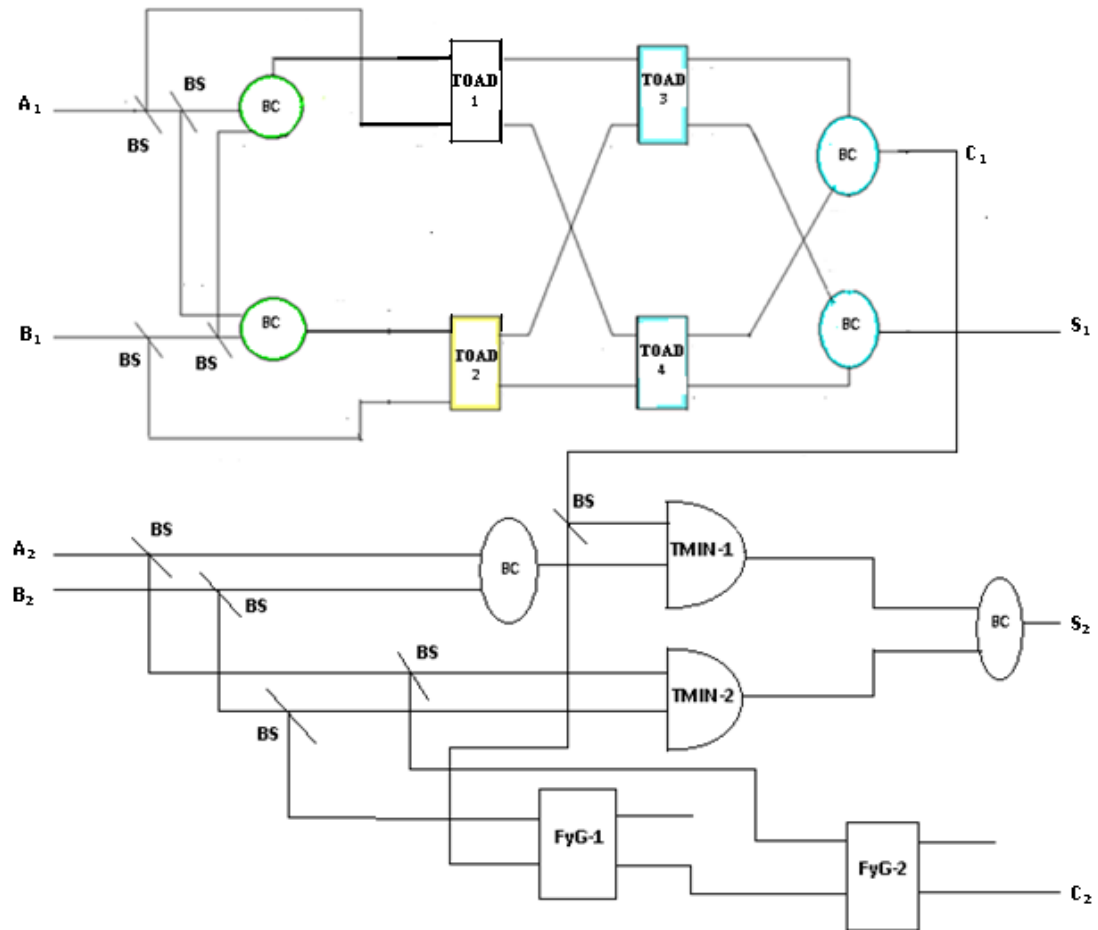 BS
A₁
BS
BC
TOAD
1
TOAD
3
BC
C₁
B₁
BS
BS
BC
TOAD
2
TOAD
4
BC
S₁
BS
BS
A₂
B₂
BS
BC
TMIN-1
BC
S₂
BS
BS
TMIN-2
FyG-1
FyG-2
C₂